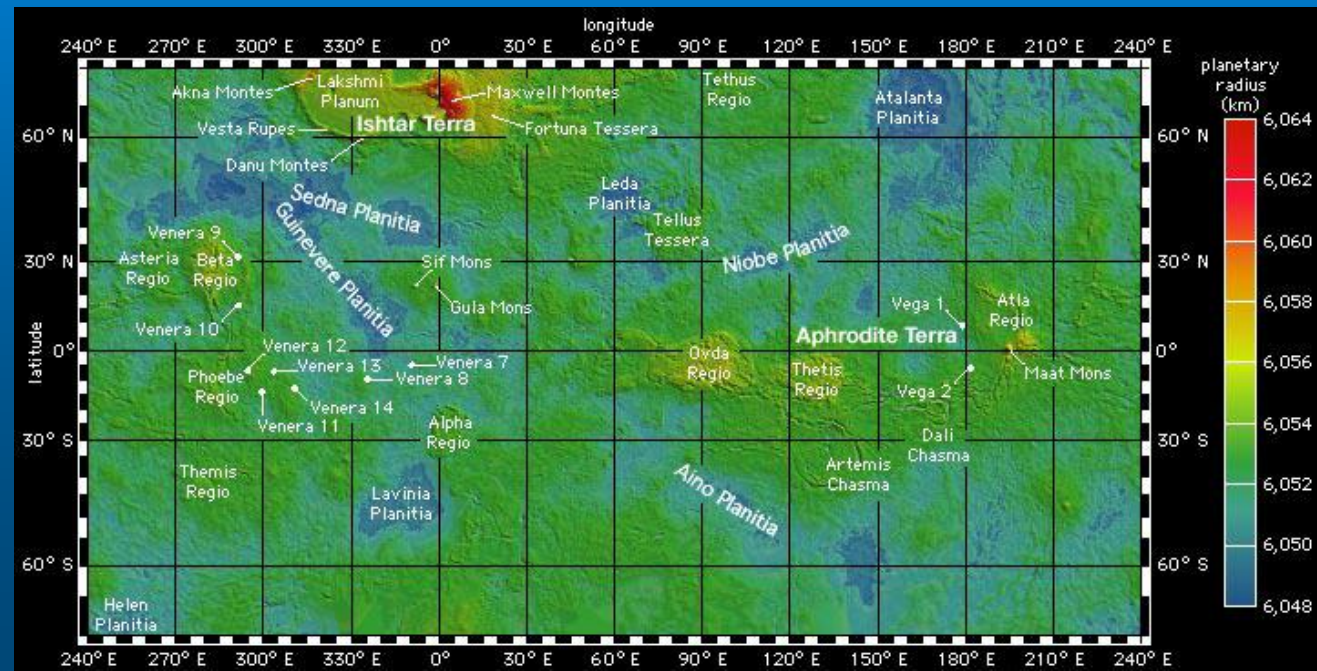 longitude
240° E 270° E 300° E 330° E 0° E 30° E 60° E 90° E 120° E 150° E 180° E 210° E 240° E
planetary
radius
(km)
Akna Montes
Lakshmi
Planum
Maxwell Montes
Tethus
Regio
Atalanta
Planitia
Vesta Rupes
Ishtar Terra
Fortuna Tessera
60° N
60° N
Danu Montes
Sedna Planitia
Guinevere Planitia
Leda
Planitia
Tellus
Tessera
Niobe Planitia
Venera 9
Asteria
Regio
Beta
Regio
30° N
30° N
Sif Mons
Gula Mons
Venera 10
Vega 1
Atla
Regio
Aphrodite Terra
latitude
0°
0°
Venera 12
Venera 13
Venera 7
Venera 8
Phoebe
Regio
Venera 14
Venera 11
Ovda
Regio
Thetis
Regio
Vega 2
Maat Mons
Alpha
Regio
30° S
30° S
Dali
Chasma
Artemis
Chasma
Themis
Regio
Lavinia
Planitia
Aino Planitia
60° S
60° S
Helen
Planitia
240° E 270° E 300° E 330° E 0° E 30° E 60° E 90° E 120° E 150° E 180° E 210° E 240° E
6,064
6,062
6,060
6,058
6,056
6,054
6,052
6,050
6,048